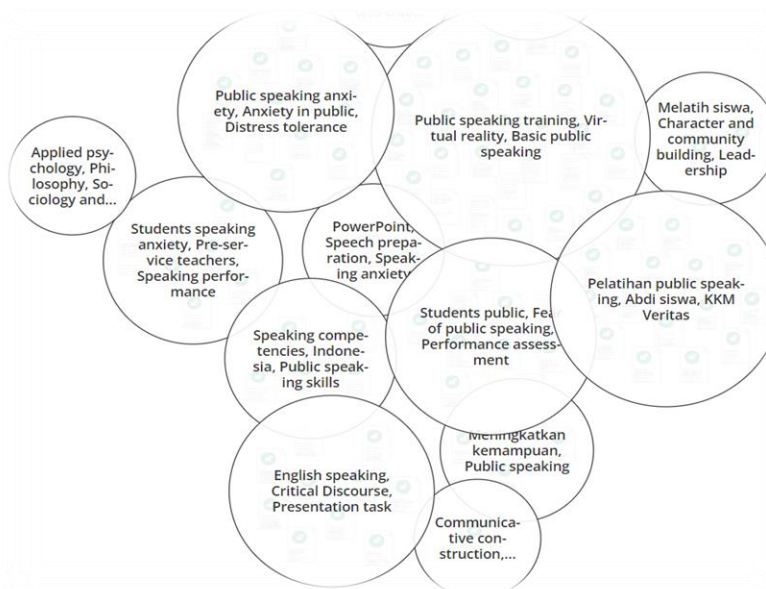 Public speaking anxi-
ety, Anxiety in public,
Distress tolerance
Public speaking training, Vir-
tual reality, Basic public
speaking
Melatih siswa,
Character and
community
building, Lead-
ership
Applied psy-
chology, Phi-
losophy, So-
ciology and...
Students speaking
anxiety, Pre-service
teachers,
Speaking perfor-
mance
PowerPoint,
Speech prepa-
ration, Speak-
ing anxiety
Pelatihan public speak-
ing, Abdi siswa, KKM
Veritas
Students public, Fear
of public speaking,
Performance assess-
ment
Speaking compe-
tencies, Indone-
sia, Public speak-
ing skills
Meningkatkan
kemampuan,
Public speaking
English speaking,
Critical Discourse,
Presentation task
Communica-
tive con-
struction,...